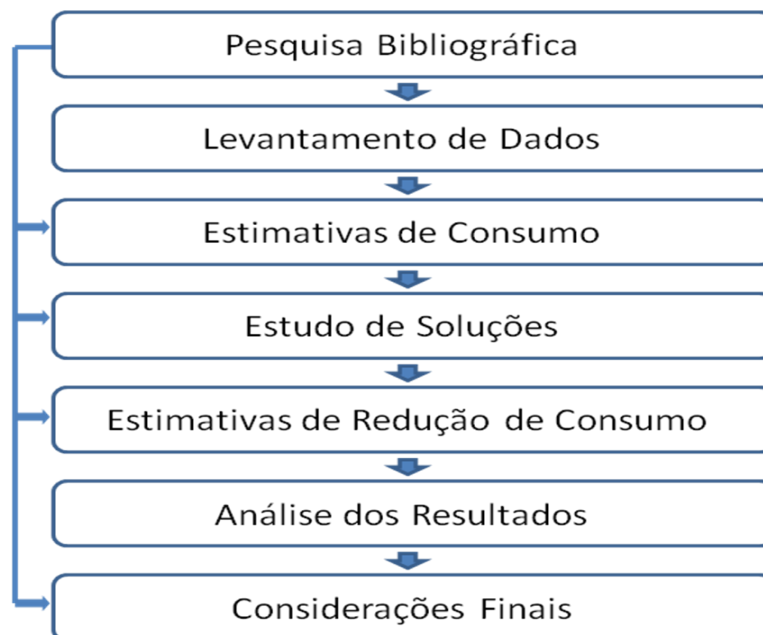 Pesquisa Bibliográfica
Levantamento de Dados
Estimativas de Consumo
Estudo de Soluções
Estimativas de Redução de Consumo
Análise dos Resultados
Considerações Finais